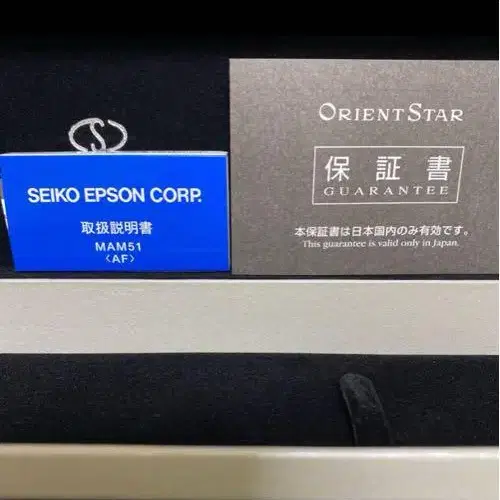 SEIKO EPSON CORP.
取扱説明書
MAM51
〈AF〉
ORIENT STAR
保証書
GUARANTEE
本保証書は日本国内のみ有効です。
This guarantee is valid only in Japan.